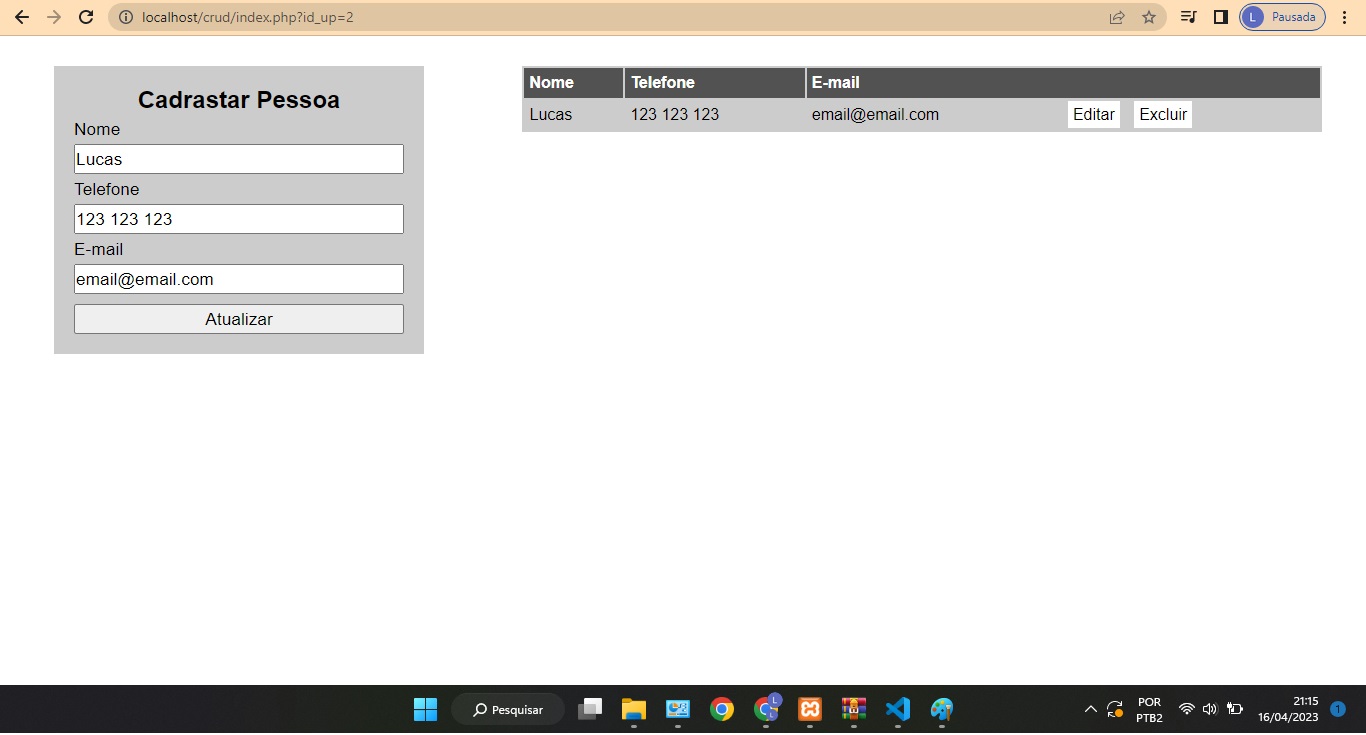 localhost/crud/index.php?id_up=2
L Pausada
Cadrastar Pessoa
Nome
Lucas
Telefone
123 123 123
E-mail
email@email.com
Atualizar
Nome Telefone E-mail
Lucas 123 123 123 email@email.com Editar Excluir
Pesquisar
L
POR
PTB2
21:15
16/04/2023
1